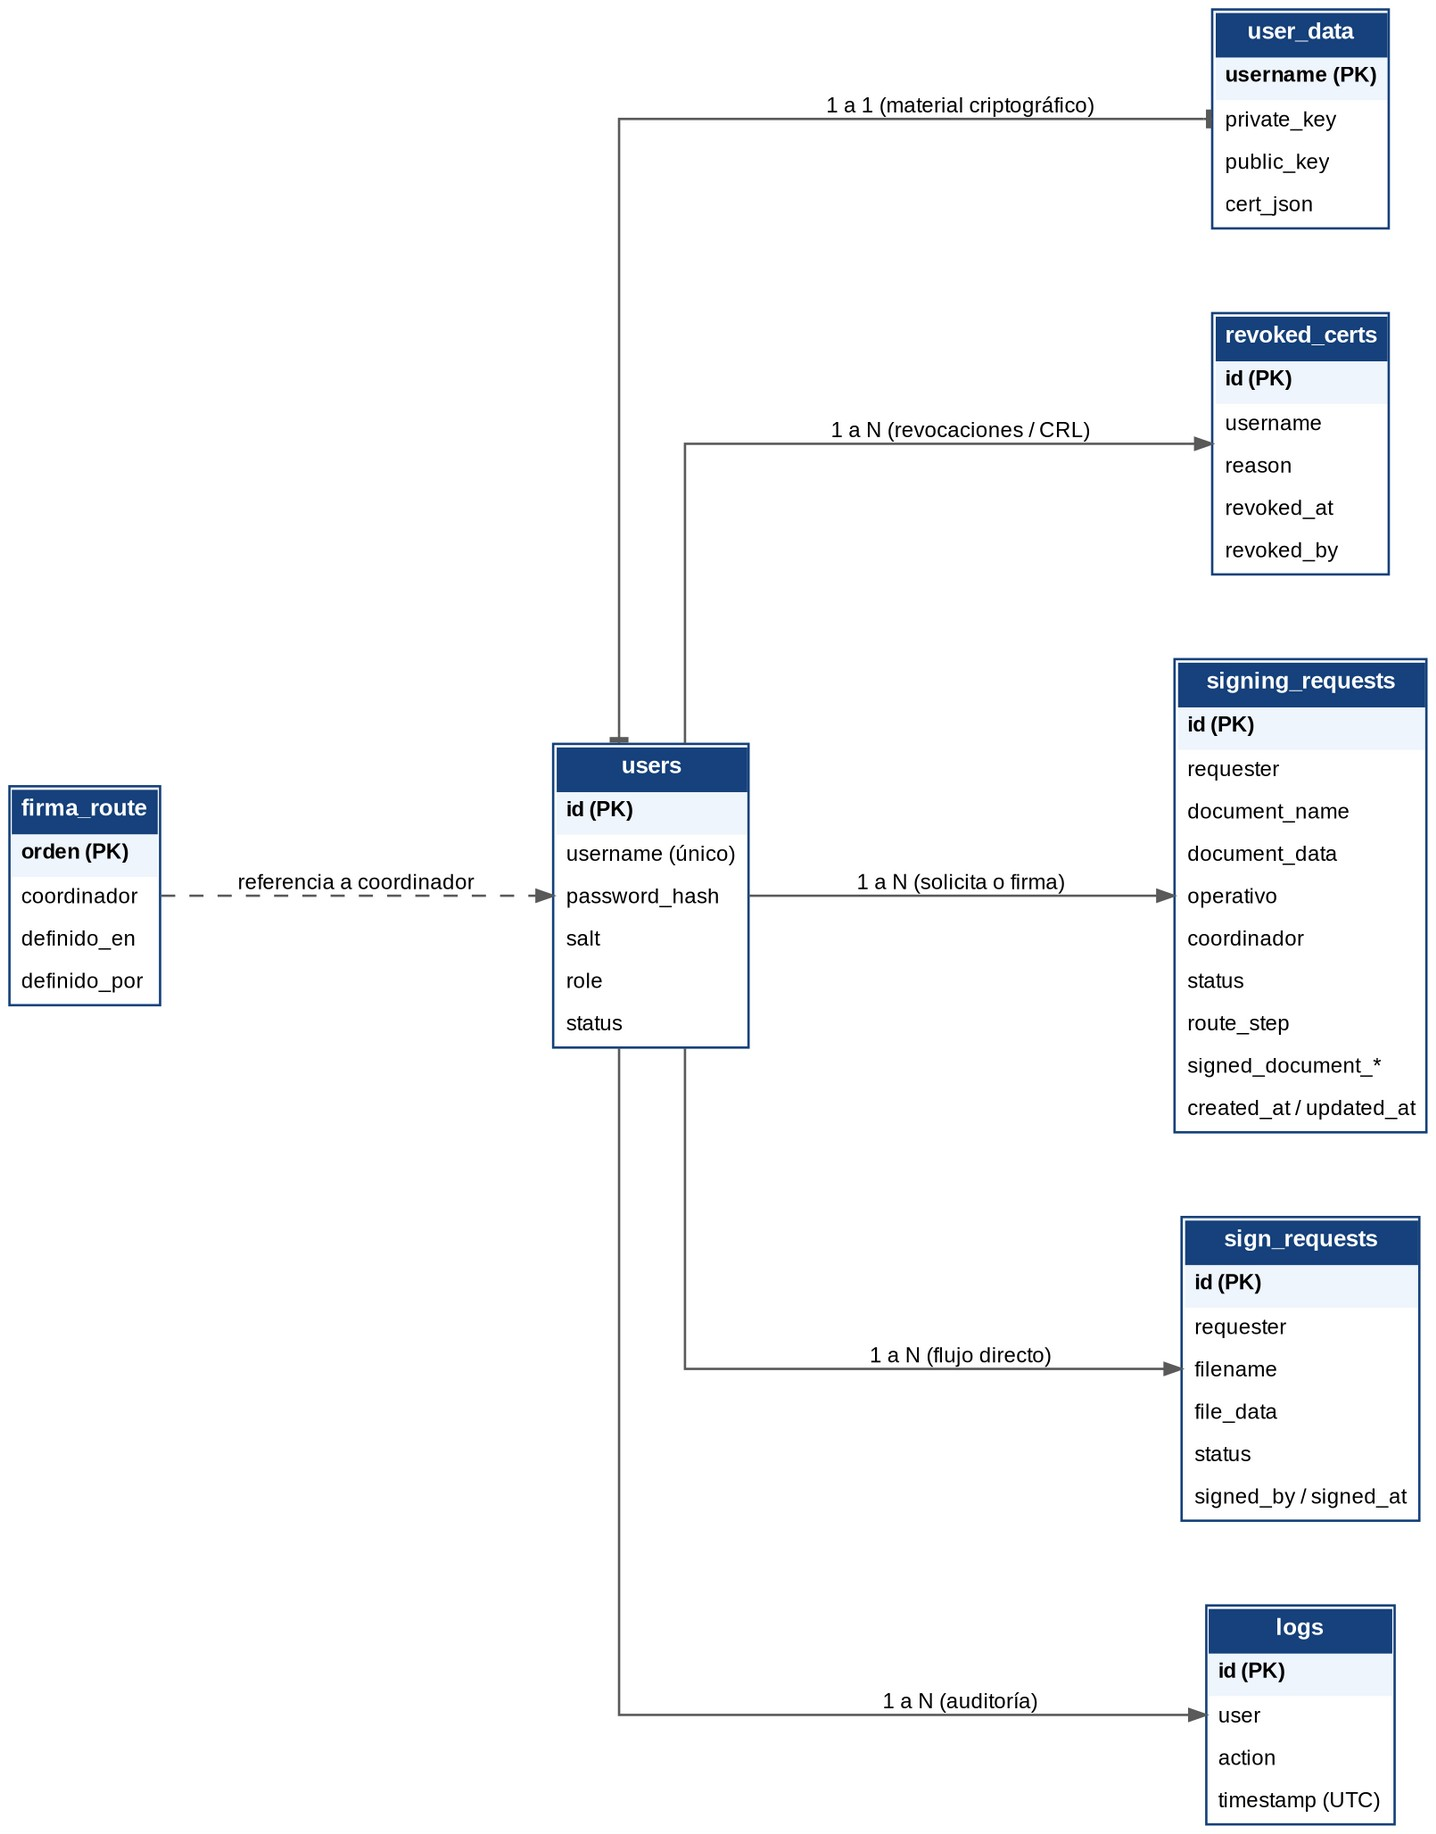 user_data
username (PK)
private_key
public_key
cert_json
1 a 1 (material criptográfico)
revoked_certs
id (PK)
username
reason
revoked_at
revoked_by
1 a N (revocaciones / CRL)
firma_route
orden (PK)
coordinador
definido_en
definido_por
referencia a coordinador
users
id (PK)
username (único)
password_hash
salt
role
status
1 a N (solicita o firma)
signing_requests
id (PK)
requester
document_name
document_data
operativo
coordinador
status
route_step
signed_document_*
created_at / updated_at
1 a N (flujo directo)
sign_requests
id (PK)
requester
filename
file_data
status
signed_by / signed_at
1 a N (auditoría)
logs
id (PK)
user
action
timestamp (UTC)